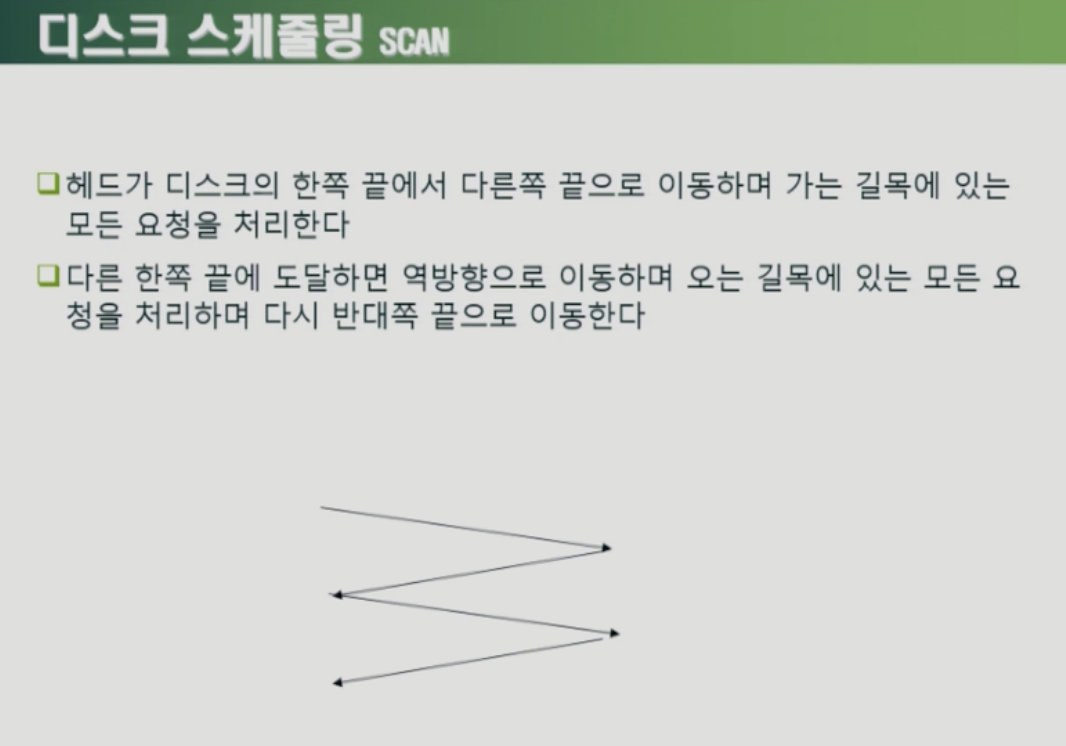 디스크 스케줄링 SCAN
헤드가 디스크의 한쪽 끝에서 다른쪽 끝으로 이동하며 가는 길목에 있는
모든 요청을 처리한다
다른 한쪽 끝에 도달하면 역방향으로 이동하며 오는 길목에 있는 모든 요
청을 처리하며 다시 반대쪽 끝으로 이동한다